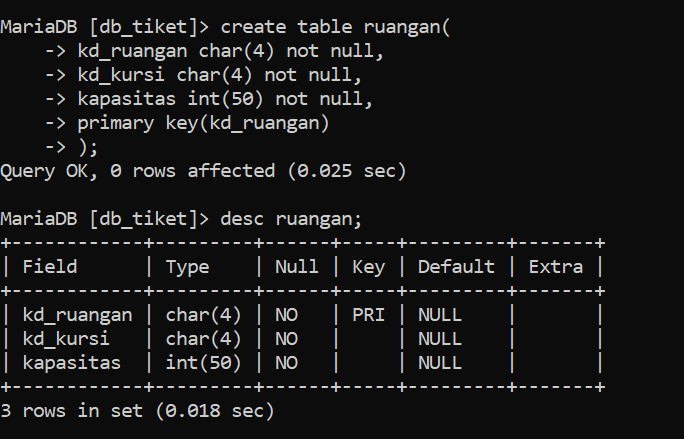 MariaDB [db_tiket]> create table ruangan(
    -> kd_ruangan char(4) not null,
    -> kd_kursi char(4) not null,
    -> kapasitas int(50) not null,
    -> primary key(kd_ruangan)
    -> );
Query OK, 0 rows affected (0.025 sec)

MariaDB [db_tiket]> desc ruangan;
+------------+---------+------+-----+---------+-------+
| Field      | Type    | Null | Key | Default | Extra |
+------------+---------+------+-----+---------+-------+
| kd_ruangan | char(4) | NO   | PRI | NULL    |       |
| kd_kursi   | char(4) | NO   |     | NULL    |       |
| kapasitas  | int(50) | NO   |     | NULL    |       |
+------------+---------+------+-----+---------+-------+
3 rows in set (0.018 sec)